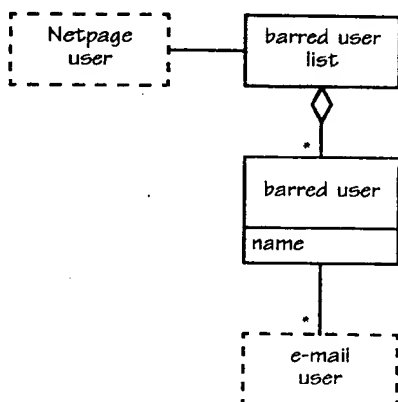 Netpage
user
barred user
list
*
barred user
name
*
e-mail
user